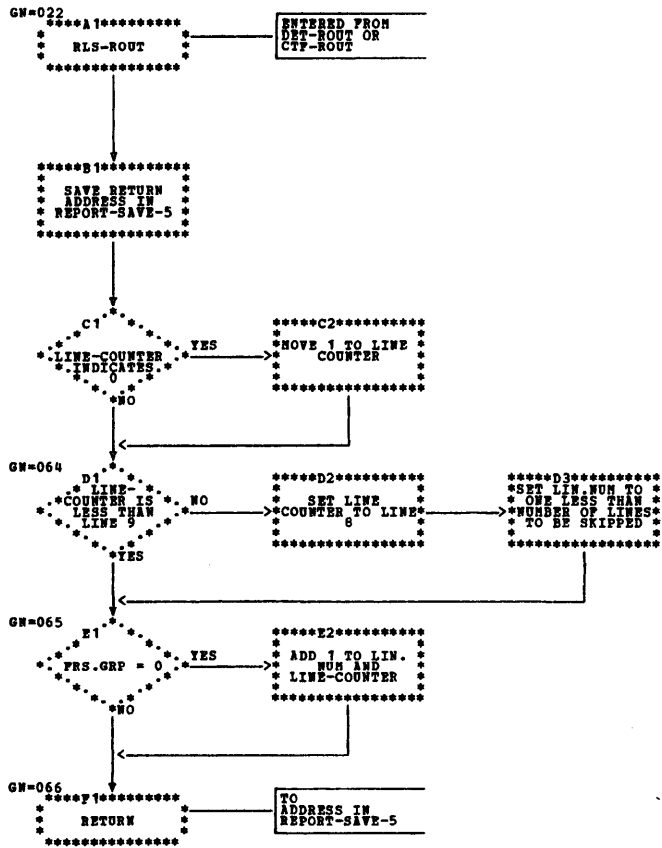 GN=022
A1
RLS-ROUT
ENTERED FROM
DET-ROUT OR
CTF-ROUT
B1
SAVE RETURN
ADDRESS IN
REPORT-SAVE-5
C1
LINE-COUNTER
INDICATES
0
YES
NO
C2
MOVE 1 TO LINE
COUNTER
GN=064
D1
LINE-
COUNTER IS
LESS THAN
LINE 9
NO
YES
D2
SET LINE
COUNTER TO LINE
8
D3
SET LIN.NUM TO
ONE LESS THAN
NUMBER OF LINES
TO BE SKIPPED
GN=065
E1
FRS.GRP = 0
YES
NO
E2
ADD 1 TO LIN.
NUM AND
LINE-COUNTER
GN=066
F1
RETURN
TO
ADDRESS IN
REPORT-SAVE-5